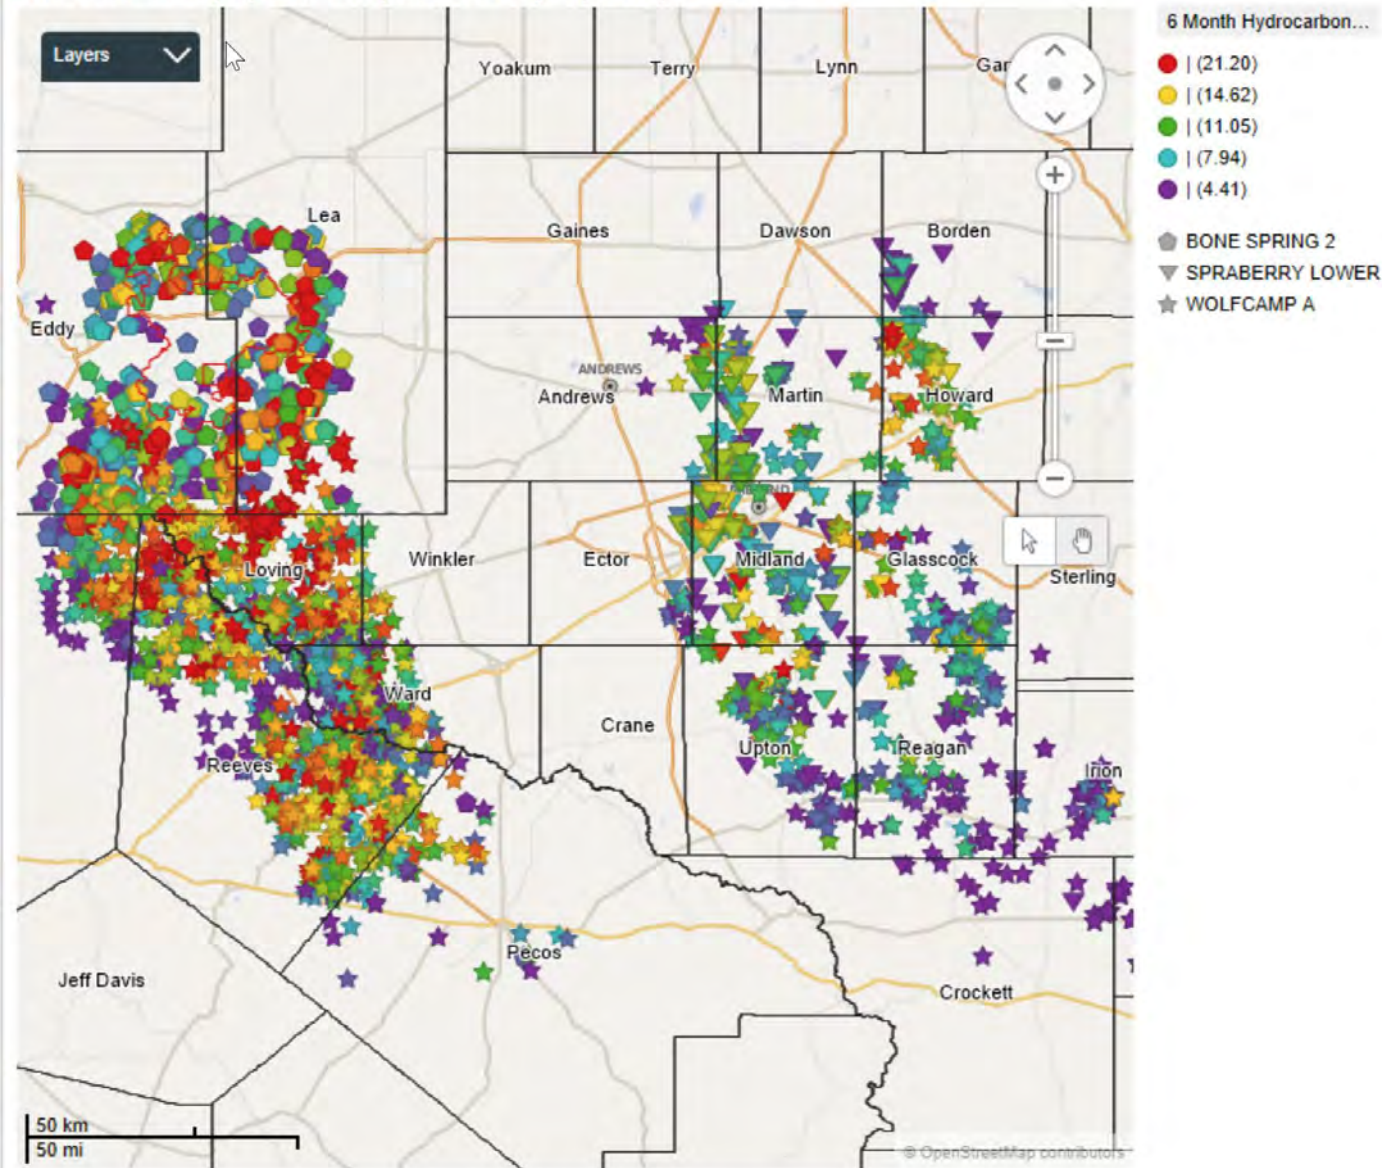 Layers
6 Month Hydrocarbon...
| (21.20)
| (14.62)
| (11.05)
| (7.94)
| (4.41)
BONE SPRING 2
SPRABERRY LOWER
WOLFCAMP A
Yoakum
Terry
Lynn
Gar
Lea
Gaines
Dawson
Borden
Eddy
ANDREWS
Andrews
Martin
Howard
Loving
Winkler
Ector
Midland
Glasscock
Sterling
Ward
Crane
Upton
Reagan
Reeves
Irion
Pecos
Jeff Davis
Crockett
50 km
50 mi
© OpenStreetMap contributors